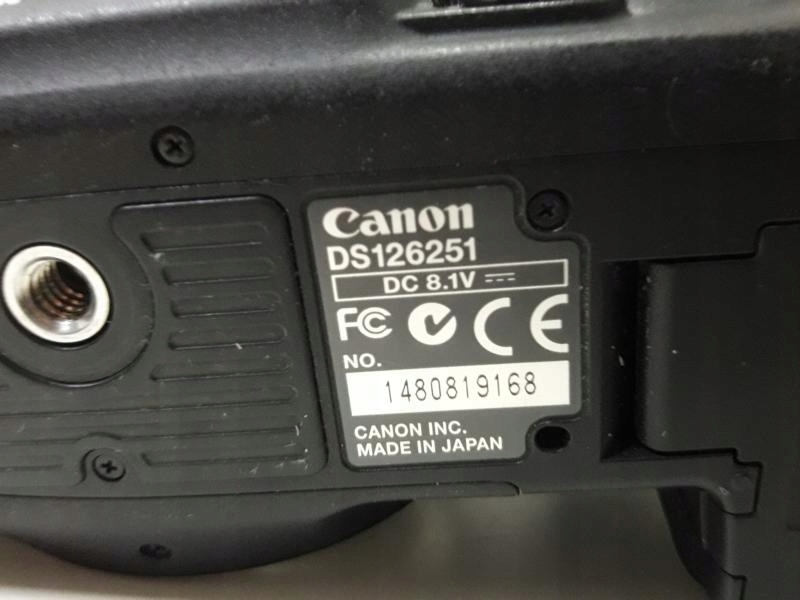 Canon
DS126251
DC 8.1V
FC CE
NO.
1480819168
CANON INC.
MADE IN JAPAN